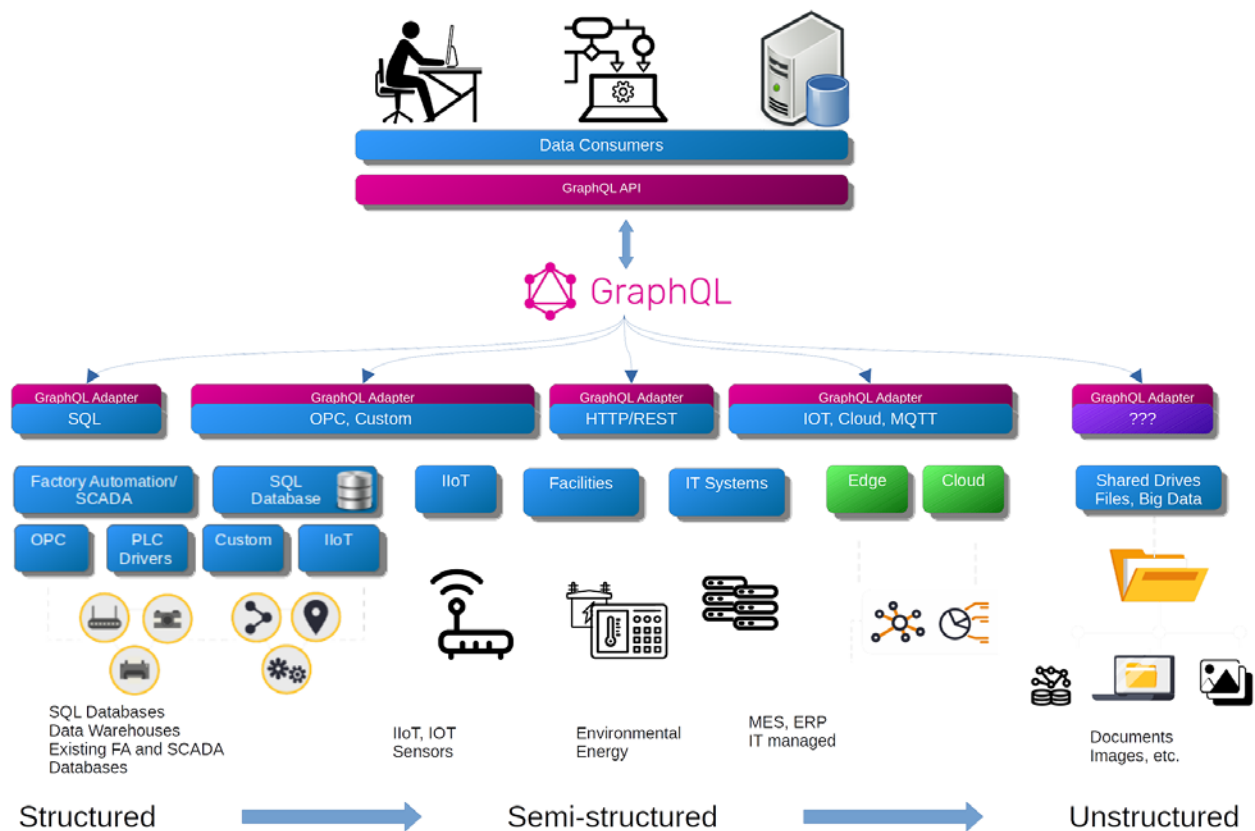 Data Consumers
GraphQL API
GraphQL
GraphQL Adapter
SQL
GraphQL Adapter
OPC, Custom
GraphQL Adapter
HTTP/REST
GraphQL Adapter
IOT, Cloud, MQTT
GraphQL Adapter
???
Factory Automation/
SCADA
SQL
Database
IIoT
Facilities
IT Systems
Edge
Cloud
Shared Drives
Files, Big Data
OPC
PLC
Drivers
Custom
IIoT
SQL Databases
Data Warehouses
Existing FA and SCADA
Databases
IIoT, IOT
Sensors
Environmental
Energy
MES, ERP
IT managed
Documents
Images, etc.
Structured
Semi-structured
Unstructured